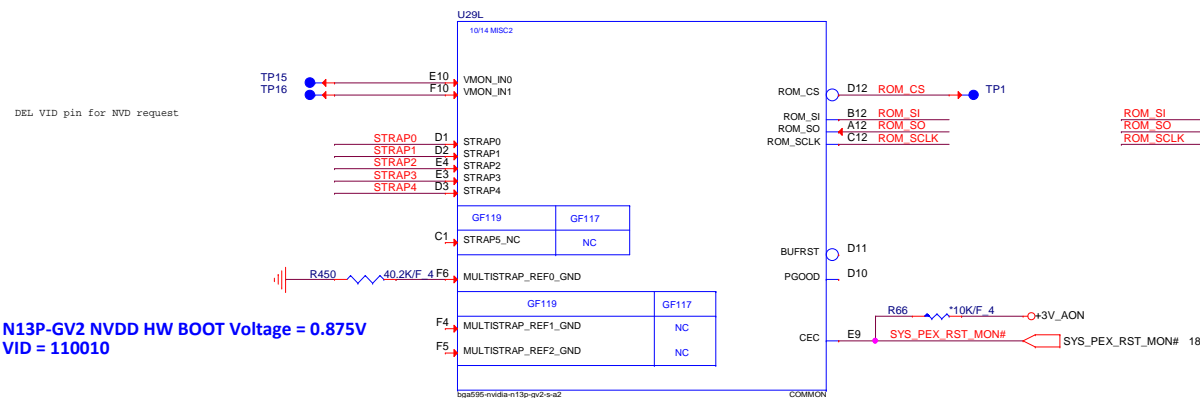 U29L
10/14 MISC2
TP15 E10 VMON_IN0
TP16 F10 VMON_IN1
ROM_CS D12 ROM_CS TP1
DEL VID pin for NVD request
ROM_SI B12 ROM_SI ROM_SI
ROM_SO A12 ROM_SO ROM_SO
ROM_SCLK C12 ROM_SCLK ROM_SCLK
STRAP0 D1 STRAP0
STRAP1 D2 STRAP1
STRAP2 E4 STRAP2
STRAP3 E3 STRAP3
STRAP4 D3 STRAP4
GF119 GF117
C1 STRAP5_NC NC
BUFRST D11
R450 40.2K/F_4 F6 MULTISTRAP_REF0_GND
PGOOD D10
GF119 GF117
R66 *10K/F_4 +3V_AON
F4 MULTISTRAP_REF1_GND NC
N13P-GV2 NVDD HW BOOT Voltage = 0.875V
VID = 110010
CEC E9 SYS_PEX_RST_MON# SYS_PEX_RST_MON# 18
F5 MULTISTRAP_REF2_GND NC
bga595-nvidia-n13p-gv2-s-a2 COMMON